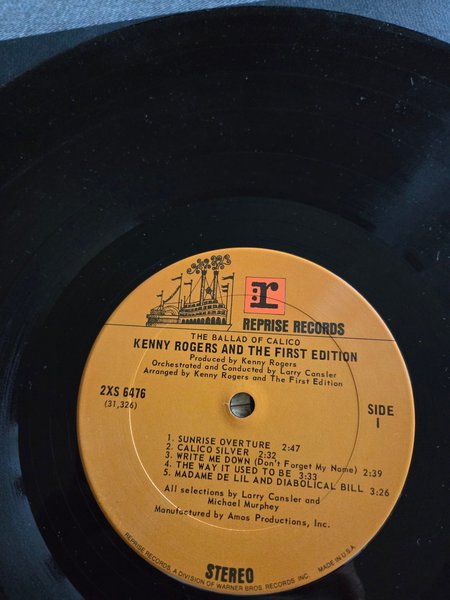 r
REPRISE RECORDS
THE BALLAD OF CALICO
KENNY ROGERS AND THE FIRST EDITION
Produced by Kenny Rogers
Orchestrated and Conducted by Larry Cansler
Arranged by Kenny Rogers and The First Edition
2XS 6476
(31,326)
SIDE
1
1. SUNRISE OVERTURE 2:47
2. CALICO SILVER 2:32
3. WRITE ME DOWN (Don't Forget My Name) 2:39
4. THE WAY IT USED TO BE 3:33
5. MADAME DE LIL AND DIABOLICAL BILL 3:26
All selections by Larry Cansler and
Michael Murphey
Manufactured by Amos Productions, Inc.
STEREO
REPRISE RECORDS, A DIVISION OF WARNER BROS. RECORDS INC. MADE IN U.S.A.